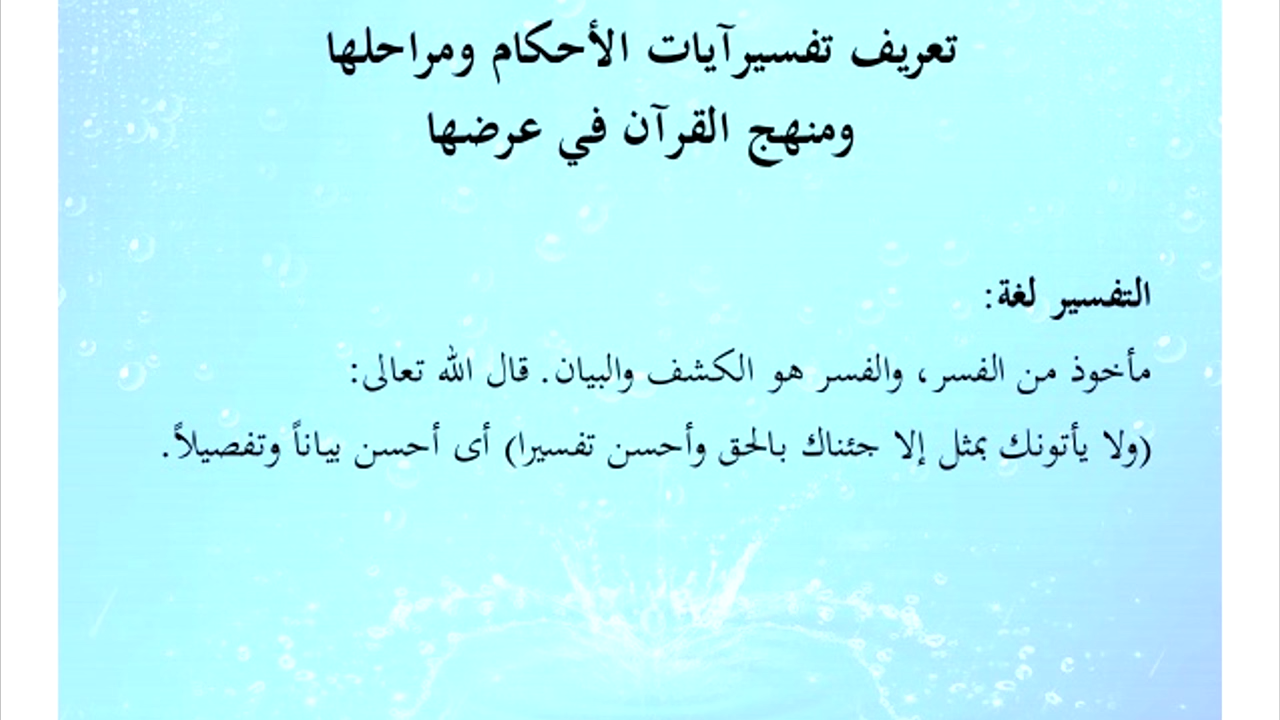 تعريف تفسيرآيات الأحكام ومراحلها
ومنهج القرآن في عرضها
التفسير لغة:
مأخوذ من الفسر، والفسر هو الكشف والبيان. قال الله تعالى:
(ولا يأتونك بمثل إلا جئناك بالحق وأحسن تفسيرا) أى أحسن بياناً وتفصيلاً.